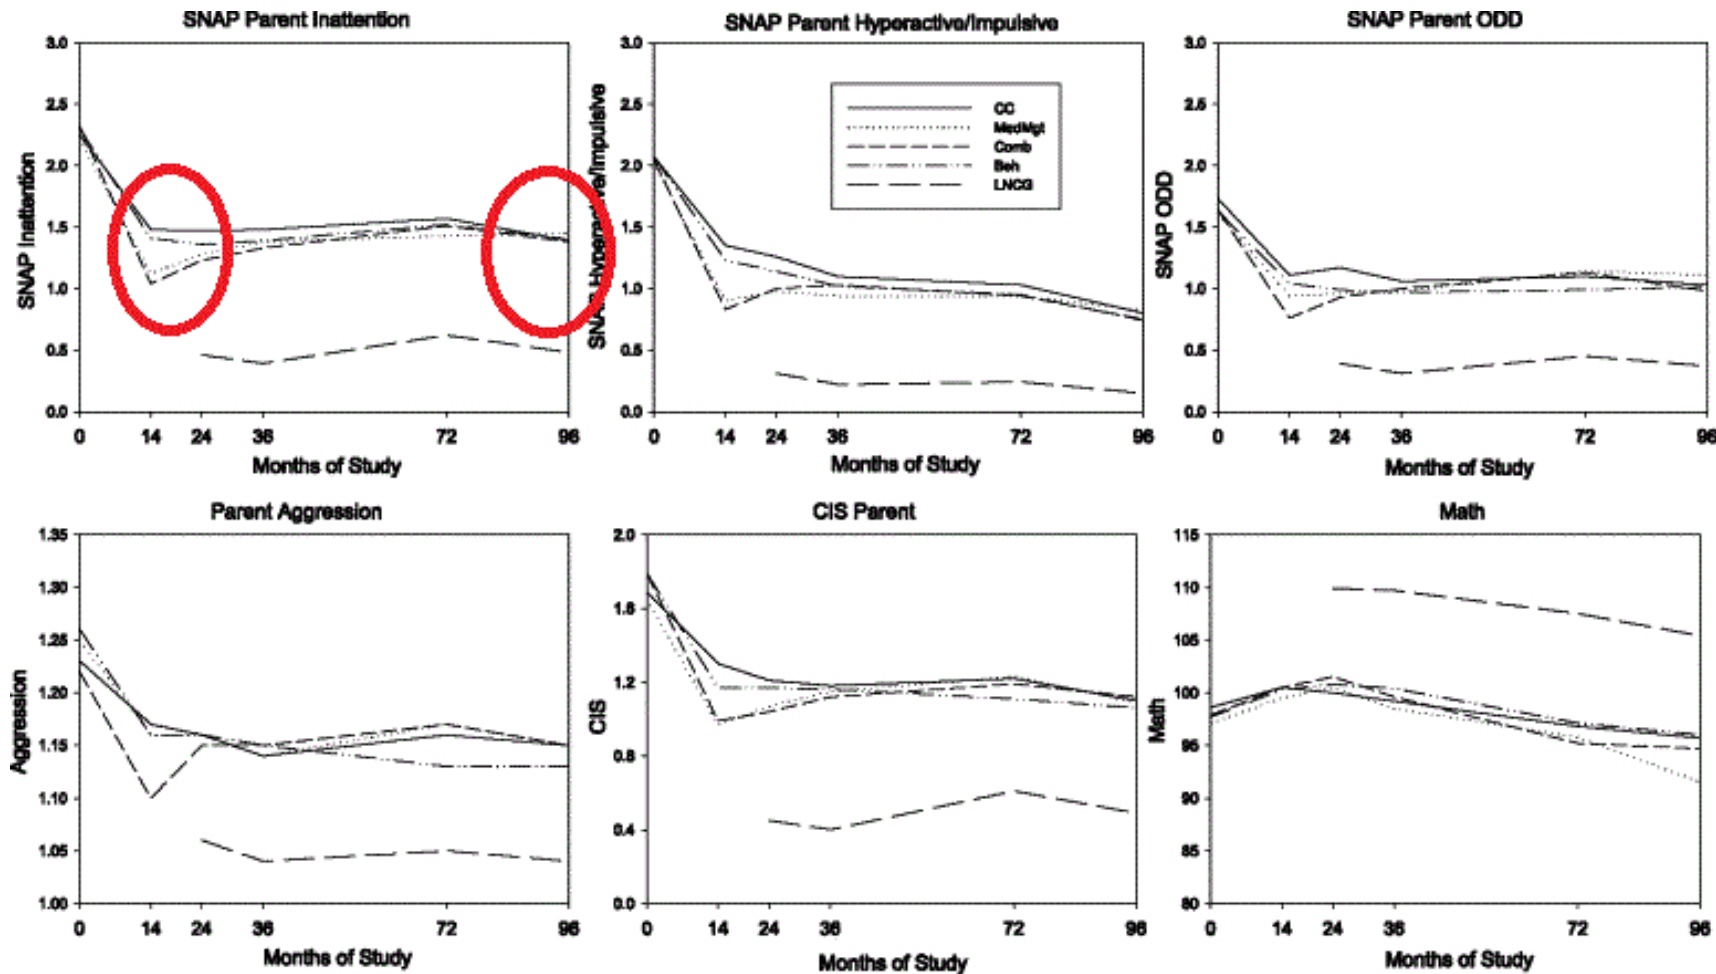 SNAP Parent Inattention
SNAP Inattention
3.0
2.5
2.0
1.5
1.0
0.5
0.0
0 14 24 36 72 96
Months of Study
SNAP Parent Hyperactive/Impulsive
SNAP Hyperactive/Impulsive
3.0
2.5
2.0
1.5
1.0
0.5
0.0
CC
MedMgt
Comb
Beh
LNCG
0 14 24 36 72 96
Months of Study
SNAP Parent ODD
SNAP ODD
3.0
2.5
2.0
1.5
1.0
0.5
0.0
0 14 24 36 72 96
Months of Study
Parent Aggression
Aggression
1.35
1.30
1.25
1.20
1.15
1.10
1.05
1.00
0 14 24 36 72 96
Months of Study
CIS Parent
CIS
2.0
1.6
1.2
0.8
0.4
0.0
0 14 24 36 72 96
Months of Study
Math
Math
115
110
105
100
95
90
85
80
0 14 24 36 72 96
Months of Study